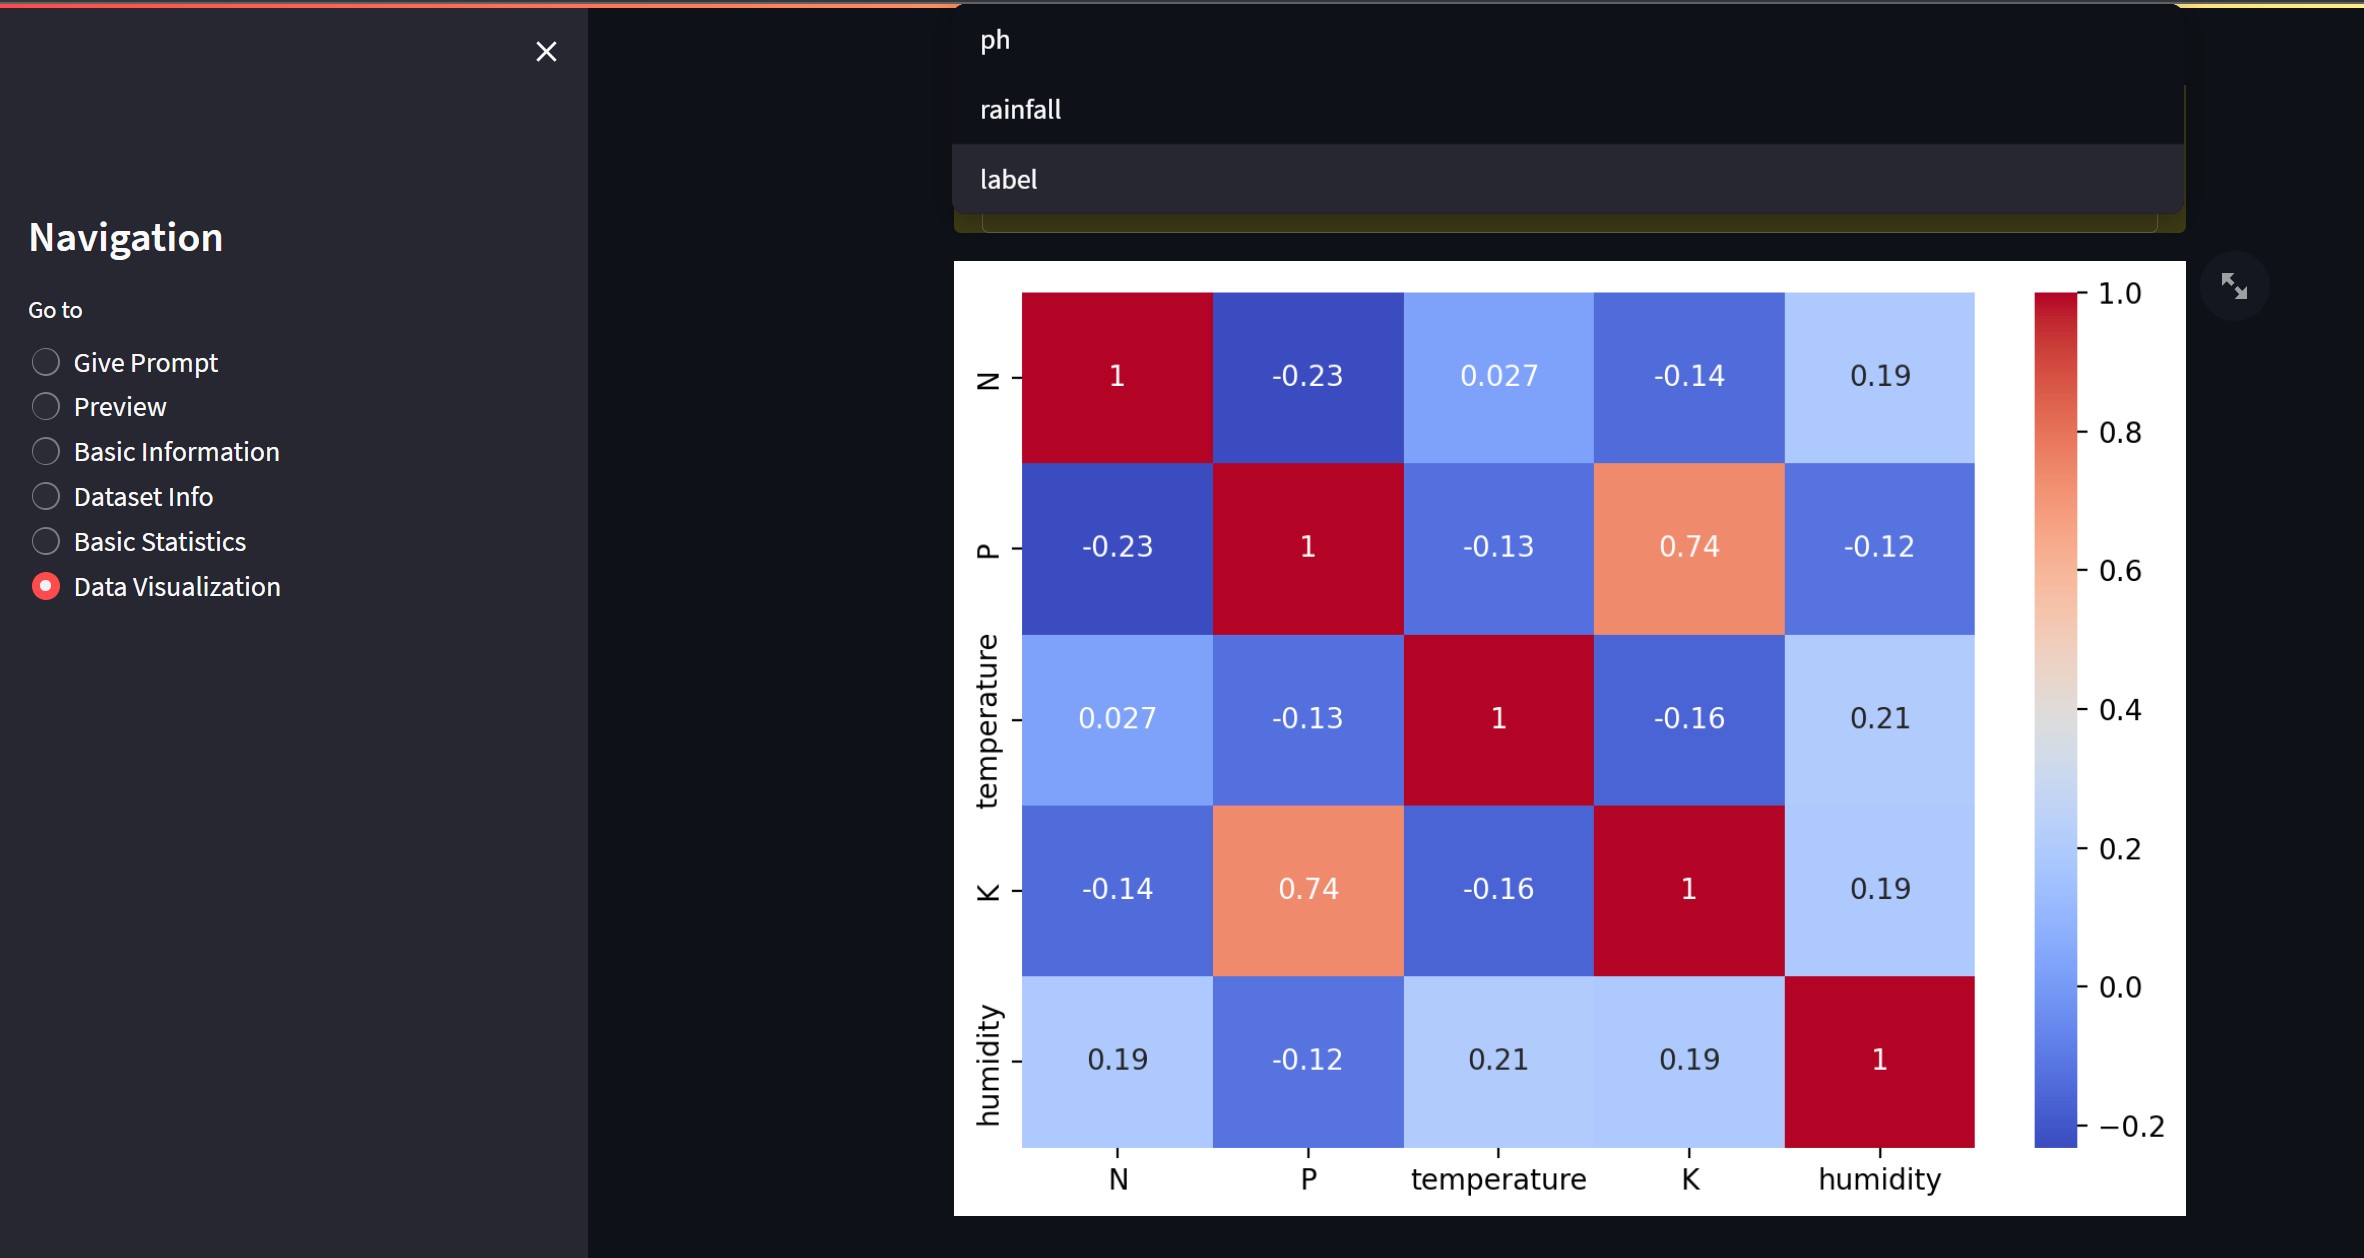 ph
rainfall
label
Navigation
Go to
Give Prompt
Preview
Basic Information
Dataset Info
Basic Statistics
Data Visualization
N 1 -0.23 0.027 -0.14 0.19
P -0.23 1 -0.13 0.74 -0.12
temperature 0.027 -0.13 1 -0.16 0.21
K -0.14 0.74 -0.16 1 0.19
humidity 0.19 -0.12 0.21 0.19 1
N P temperature K humidity
1.0
0.8
0.6
0.4
0.2
0.0
−0.2